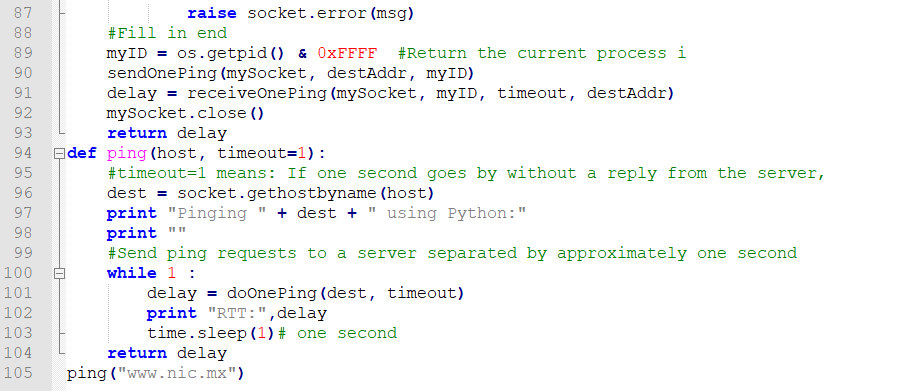 87 raise socket.error(msg)
88 #Fill in end
89 myID = os.getpid() & 0xFFFF  #Return the current process i
90 sendOnePing(mySocket, destAddr, myID)
91 delay = receiveOnePing(mySocket, myID, timeout, destAddr)
92 mySocket.close()
93 return delay
94 def ping(host, timeout=1):
95 #timeout=1 means: If one second goes by without a reply from the server,
96 dest = socket.gethostbyname(host)
97 print "Pinging " + dest + " using Python:"
98 print ""
99 #Send ping requests to a server separated by approximately one second
100 while 1 :
101 delay = doOnePing(dest, timeout)
102 print "RTT:",delay
103 time.sleep(1)# one second
104 return delay
105 ping("www.nic.mx")